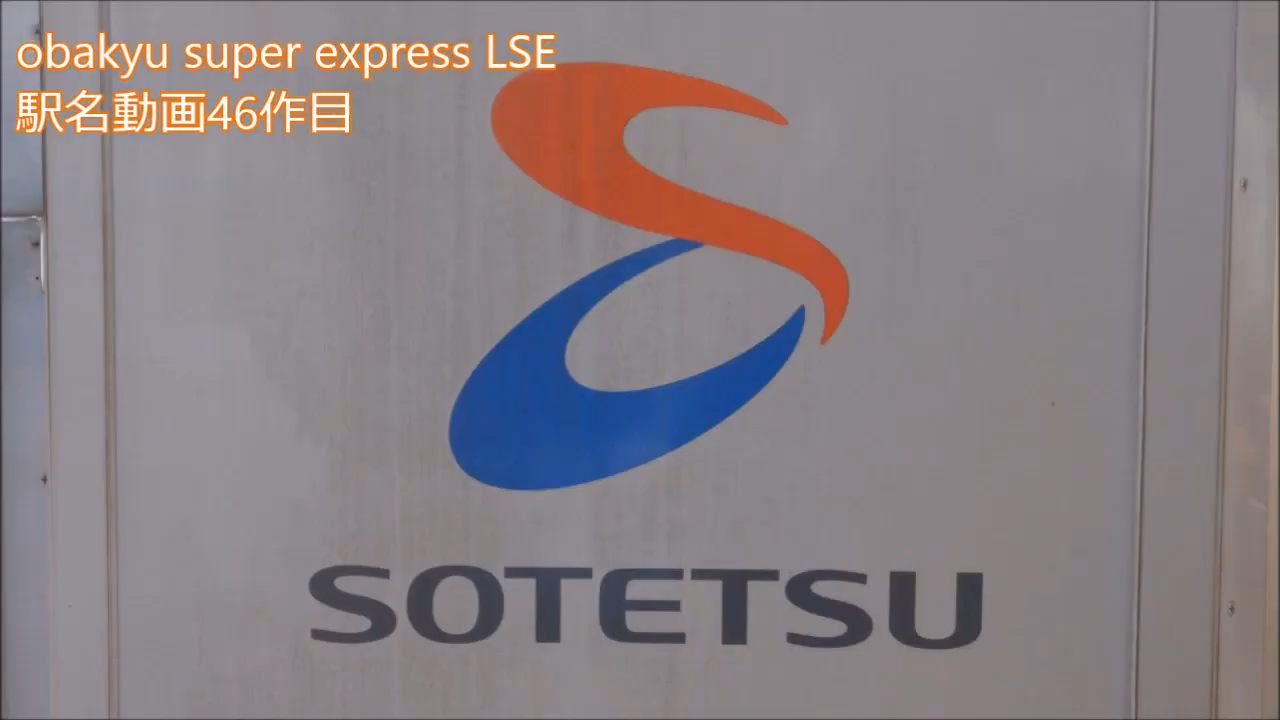 obakyu super express LSE
駅名動画46作目
SOTETSU